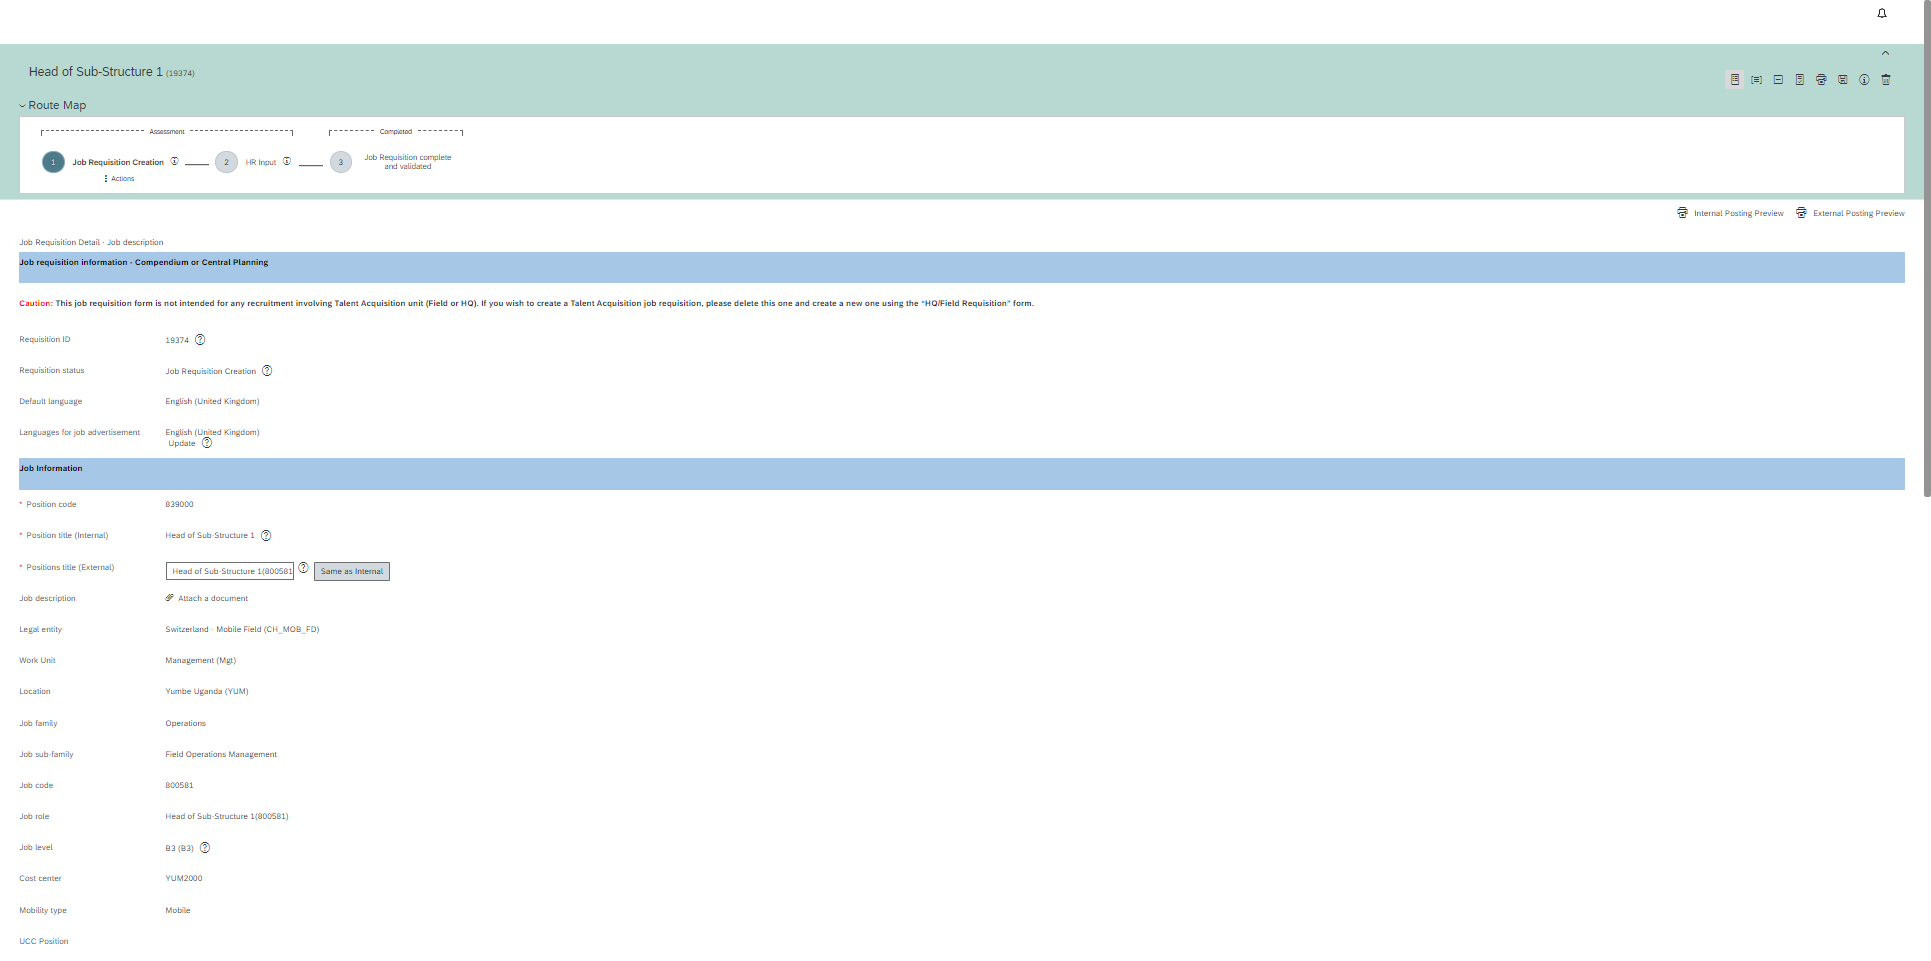 Head of Sub-Structure 1 (19374)
Route Map
Assessment
Completed
1 Job Requisition Creation
2 HR Input
3 Job Requisition complete
and validated
Actions
Internal Posting Preview
External Posting Preview
Job Requisition Detail - Job description
Job requisition information - Compendium or Central Planning
Caution: This job requisition form is not intended for any recruitment involving Talent Acquisition unit (Field or HQ). If you wish to create a Talent Acquisition job requisition, please delete this one and create a new one using the “HQ/Field Requisition” form.
Requisition ID 19374
Requisition status Job Requisition Creation
Default language English (United Kingdom)
Languages for job advertisement English (United Kingdom)
Update
Job Information
* Position code 839000
* Position title (Internal) Head of Sub-Structure 1
* Positions title (External) Head of Sub-Structure 1(800581 Same as Internal
Job description Attach a document
Legal entity Switzerland - Mobile Field (CH_MOB_FD)
Work Unit Management (Mgt)
Location Yumbe Uganda (YUM)
Job family Operations
Job sub-family Field Operations Management
Job code 800581
Job role Head of Sub-Structure 1(800581)
Job level B3 (B3)
Cost center YUM2000
Mobility type Mobile
UCC Position